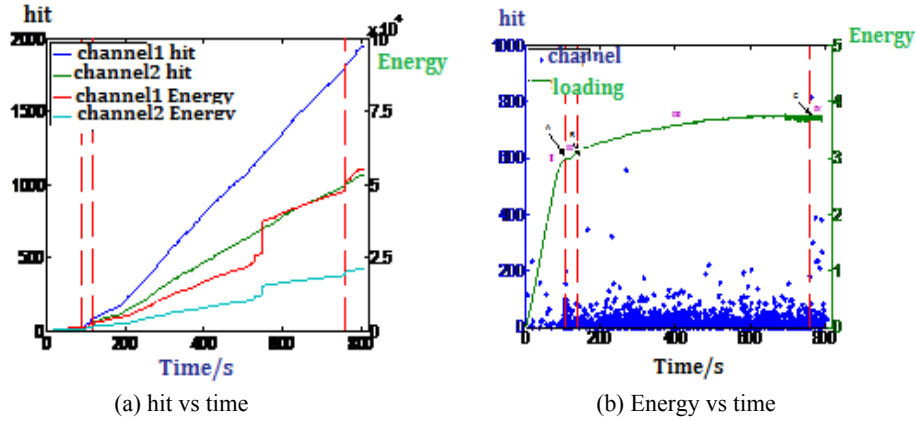 hit
×10⁴
2000
10
channel1 hit
channel2 hit
channel1 Energy
channel2 Energy
Energy
1500
7.5
1000
5
500
2.5
0
0
0
200
400
600
800
Time/s
(a) hit vs time
hit
Energy
1000
5
channel
loading
800
4
A
C
600
3
400
2
200
1
0
0
0
200
400
600
800
Time/s
(b) Energy vs time